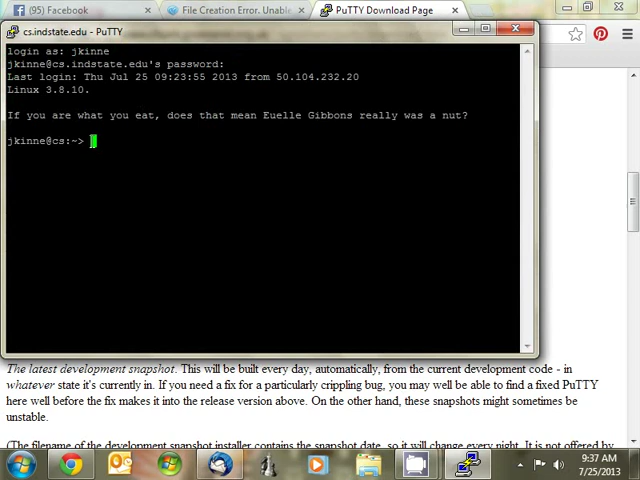 (95) Facebook
File Creation Error. Unable
PuTTY Download Page
cs.indstate.edu - PuTTY
login as: jkinne
jkinne@cs.indstate.edu's password:
Last login: Thu Jul 25 09:23:55 2013 from 50.104.232.20
Linux 3.8.10.
If you are what you eat, does that mean Euelle Gibbons really was a nut?
jkinne@cs:~>
The latest development snapshot. This will be built every day, automatically, from the current development code - in
whatever state it's currently in. If you need a fix for a particularly crippling bug, you may well be able to find a fixed PuTTY
here well before the fix makes it into the release version above. On the other hand, these snapshots might sometimes be
unstable.
(The filename of the development snapshot installer contains the snapshot date, so it will change every night. It is not offered by
9:37 AM
7/25/2013